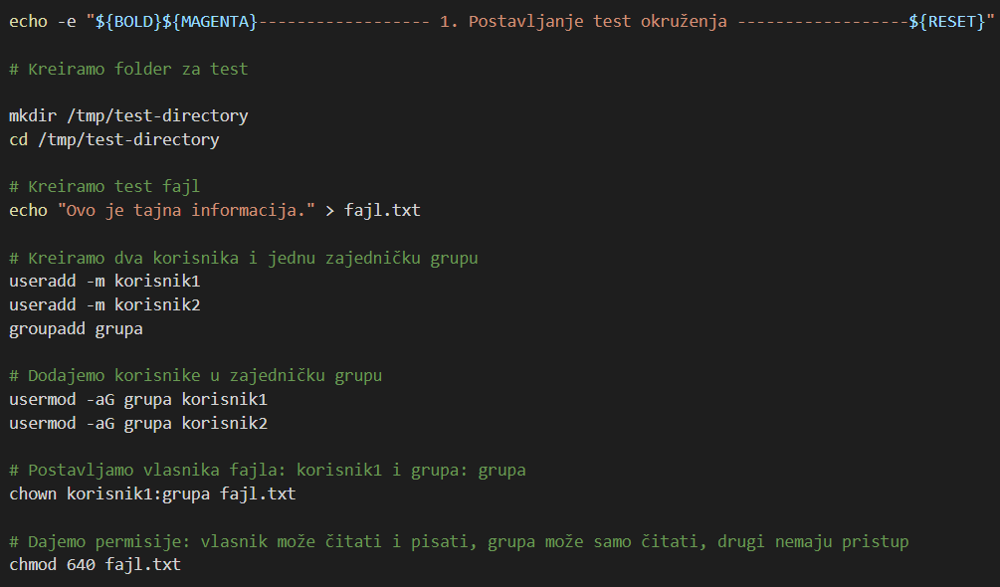 echo -e "${BOLD}${MAGENTA}------------------ 1. Postavljanje test okruženja ------------------${RESET}"
# Kreiramo folder za test
mkdir /tmp/test-directory
cd /tmp/test-directory
# Kreiramo test fajl
echo "Ovo je tajna informacija." > fajl.txt
# Kreiramo dva korisnika i jednu zajedničku grupu
useradd -m korisnik1
useradd -m korisnik2
groupadd grupa
# Dodajemo korisnike u zajedničku grupu
usermod -aG grupa korisnik1
usermod -aG grupa korisnik2
# Postavljamo vlasnika fajla: korisnik1 i grupa: grupa
chown korisnik1:grupa fajl.txt
# Dajemo permisije: vlasnik može čitati i pisati, grupa može samo čitati, drugi nemaju pristup
chmod 640 fajl.txt